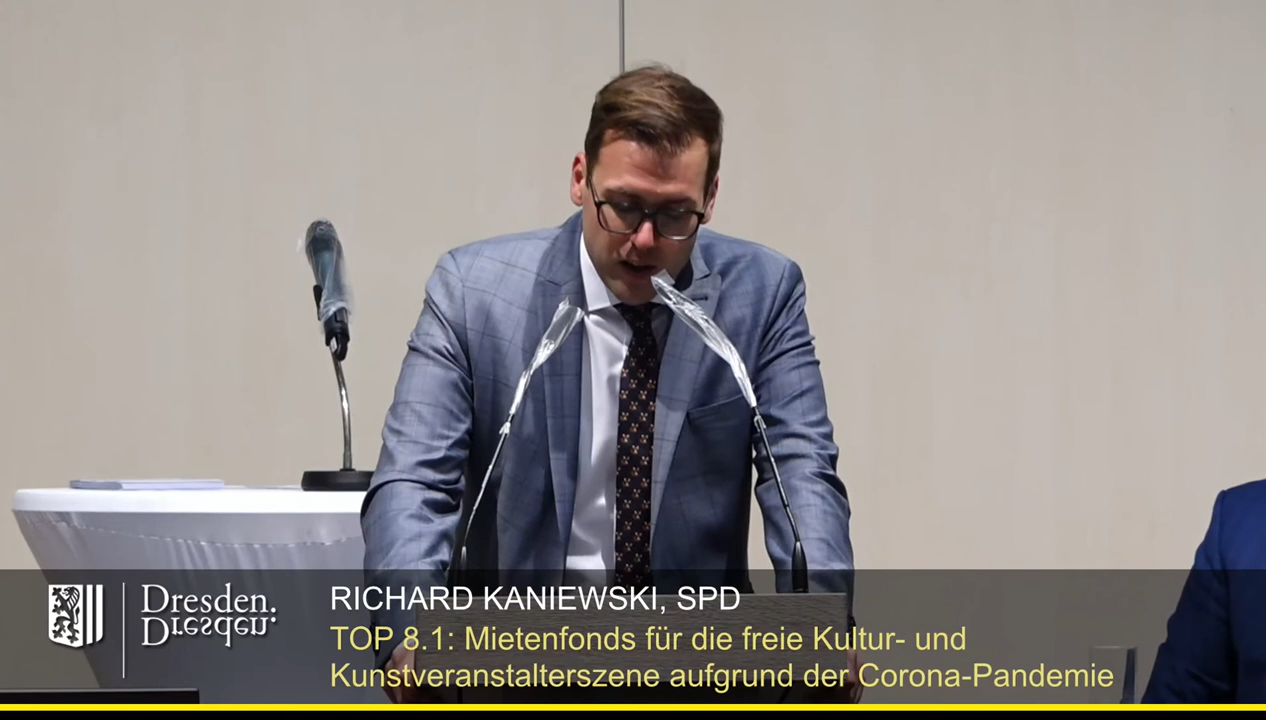 Dresden.
Dresden.
RICHARD KANIEWSKI, SPD
TOP 8.1: Mietenfonds für die freie Kultur- und
Kunstveranstalterszene aufgrund der Corona-Pandemie